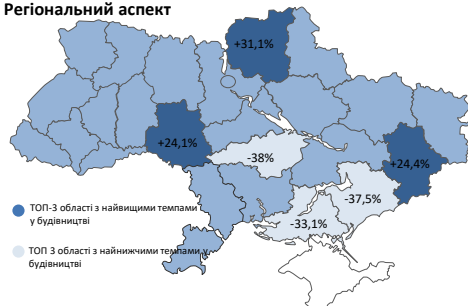 Регіональний аспект
+31,1%
+24,1%
-38%
+24,4%
-37,5%
-33,1%
ТОП-3 області з найвищими темпами
у будівництві
ТОП 3 області з найнижчими темпами у
будівництві